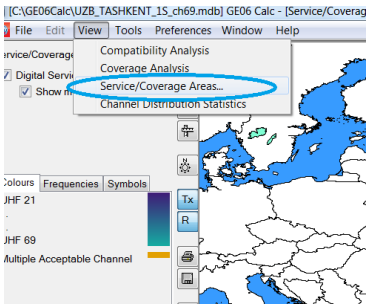 [C:\GE06Calc\UZB_TASHKENT_1S_ch69.mdb] GE06 Calc - [Service/Coverag
File Edit View Tools Preferences Window Help
Compatibility Analysis
ervice/Coverage
Coverage Analysis
Digital Servi
Service/Coverage Areas...
Show m
Channel Distribution Statistics
Colours Frequencies Symbols
Tx
UHF 21
R
UHF 69
Multiple Acceptable Channel